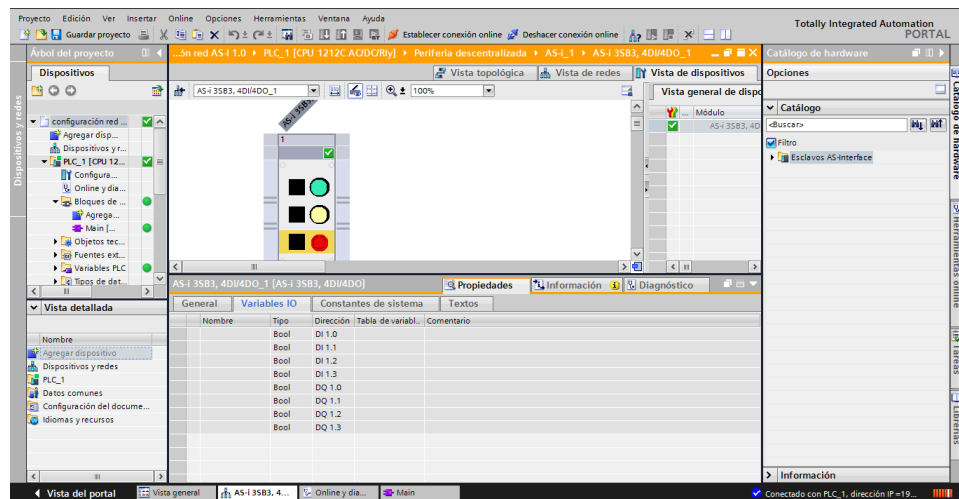 Proyecto Edición Ver Insertar Online Opciones Herramientas Ventana Ayuda
Totally Integrated Automation
PORTAL
Guardar proyecto
Establecer conexión online
Deshacer conexión online
Árbol del proyecto
...ón red AS-I 1.0 PLC_1 [CPU 1212C AC/DC/Rly] Periferia descentralizada AS-i_1 AS-I 3SB3, 4DI/4DO_1
Catálogo de hardware
Dispositivos
Vista topológica
Vista de redes
Vista de dispositivos
Opciones
AS-i 3SB3, 4DI/4DO_1
100%
Vista general de dispo
Catálogo
<Buscar>
Filtro
Esclavos AS-Interface
... Módulo
AS-i 3SB3, 4D
AS-I 3SB3
1
configuración red ...
Agregar disp...
Dispositivos y r...
PLC_1 [CPU 12...
Configura...
Online y dia...
Bloques de ...
Agrega...
Main [...
Objetos tec...
Fuentes ext...
Variables PLC
Tipos de dat...
Dispositivos y redes
Catálogo de hardware
Herramientas online
Tareas
Librerías
AS-i 3SB3, 4DI/4DO_1 [AS-i 3SB3, 4DI/4DO]
Propiedades
Información
Diagnóstico
General
Variables IO
Constantes de sistema
Textos
Nombre Tipo Dirección Tabla de variabl.. Comentario
Bool DI 1.0
Bool DI 1.1
Bool DI 1.2
Bool DI 1.3
Bool DQ 1.0
Bool DQ 1.1
Bool DQ 1.2
Bool DQ 1.3
Vista detallada
Nombre
Agregar dispositivo
Dispositivos y redes
PLC_1
Datos comunes
Configuración del docume...
Idiomas y recursos
Información
Vista del portal
Vista general
AS-i 3SB3, 4...
Online y dia...
Main
Conectado con PLC_1, dirección IP =19...